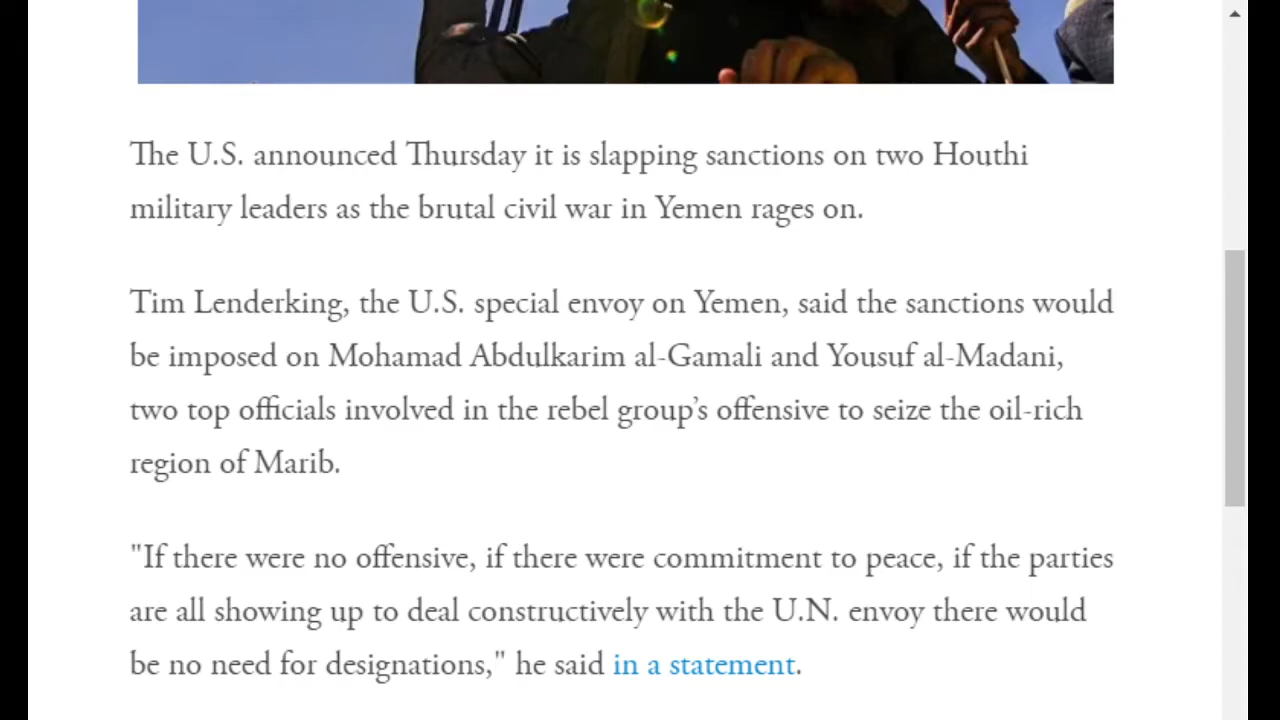 The U.S. announced Thursday it is slapping sanctions on two Houthi
military leaders as the brutal civil war in Yemen rages on.
Tim Lenderking, the U.S. special envoy on Yemen, said the sanctions would
be imposed on Mohamad Abdulkarim al-Gamali and Yousuf al-Madani,
two top officials involved in the rebel group’s offensive to seize the oil-rich
region of Marib.
"If there were no offensive, if there were commitment to peace, if the parties
are all showing up to deal constructively with the U.N. envoy there would
be no need for designations," he said in a statement.